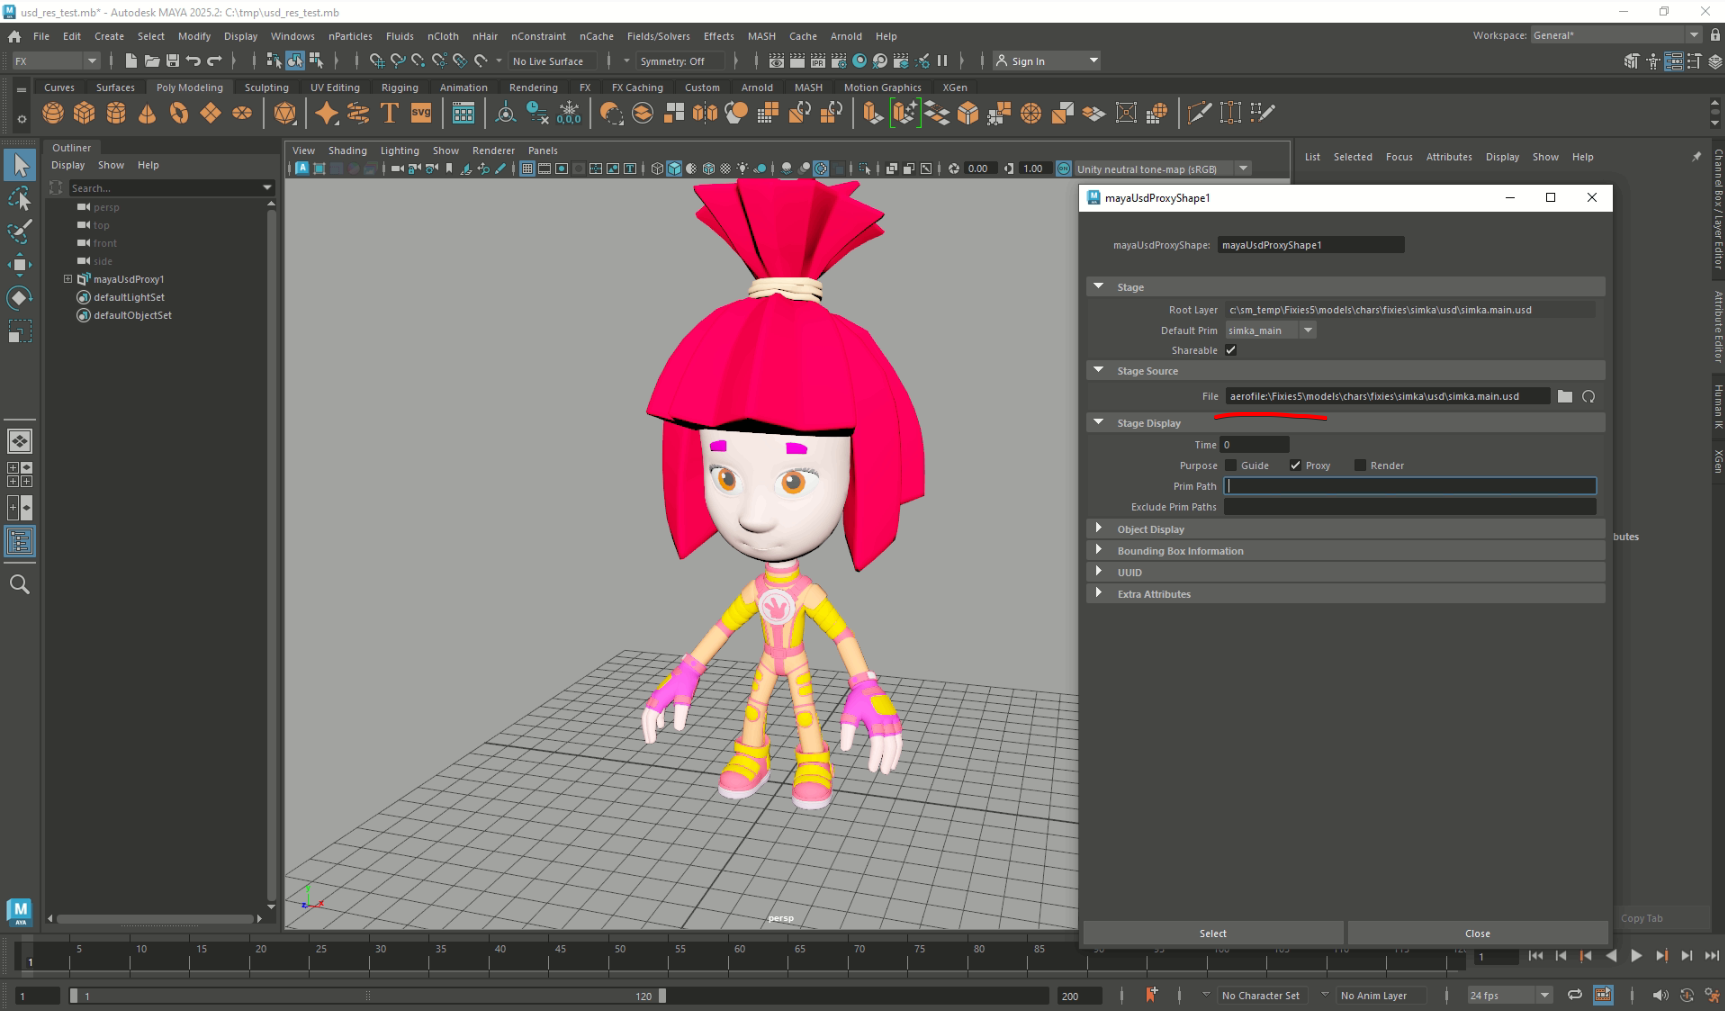 usd_res_test.mb* - Autodesk MAYA 2025.2: C:\tmp\usd_res_test.mb
File Edit Create Select Modify Display Windows nParticles Fluids nCloth nHair nConstraint nCache Fields/Solvers Effects MASH Cache Arnold Help
Workspace: General*
FX
No Live Surface
Symmetry: Off
Sign In
Curves Surfaces Poly Modeling Sculpting UV Editing Rigging Animation Rendering FX FX Caching Custom Arnold MASH Motion Graphics XGen
Outliner
Display Show Help
Search...
persp
top
front
side
mayaUsdProxy1
defaultLightSet
defaultObjectSet
View Shading Lighting Show Renderer Panels
0.00
1.00
Unity neutral tone-map (sRGB)
persp
List Selected Focus Attributes Display Show Help
mayaUsdProxyShape1
mayaUsdProxyShape: mayaUsdProxyShape1
Stage
Root Layer c:\sm_temp\Fixies5\models\chars\fixies\simka\usd\simka.main.usd
Default Prim simka_main
Shareable
Stage Source
File aerofile:\Fixies5\models\chars\fixies\simka\usd\simka.main.usd
Stage Display
Time 0
Purpose Guide Proxy Render
Prim Path
Exclude Prim Paths
Object Display
Bounding Box Information
UUID
Extra Attributes
Select
Close
butes
Copy Tab
Channel Box / Layer Editor
Attribute Editor
Human IK
XGen
5 10 15 20 25 30 35 40 45 50 55 60 65 70 75 80 85
1
1
1
1
120
200
No Character Set
No Anim Layer
24 fps